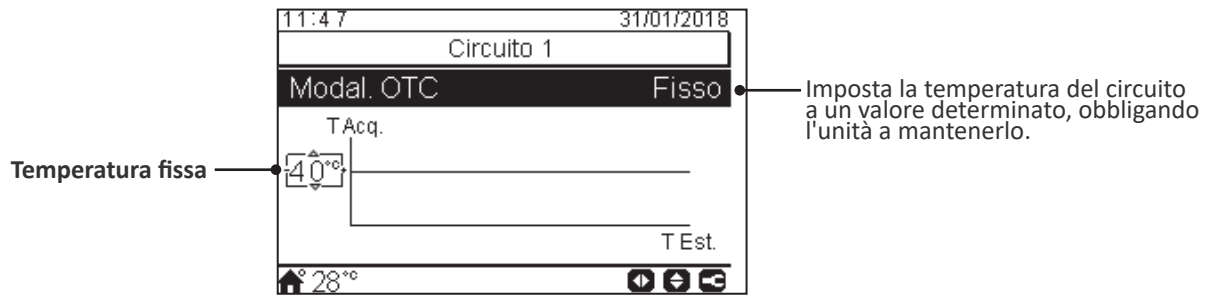 11:47 31/01/2018
Circuito 1
Modal. OTC Fisso
Imposta la temperatura del circuito
a un valore determinato, obbligando
l'unità a mantenerlo.
T Acq.
Temperatura fissa
40°C
T Est.
28°C